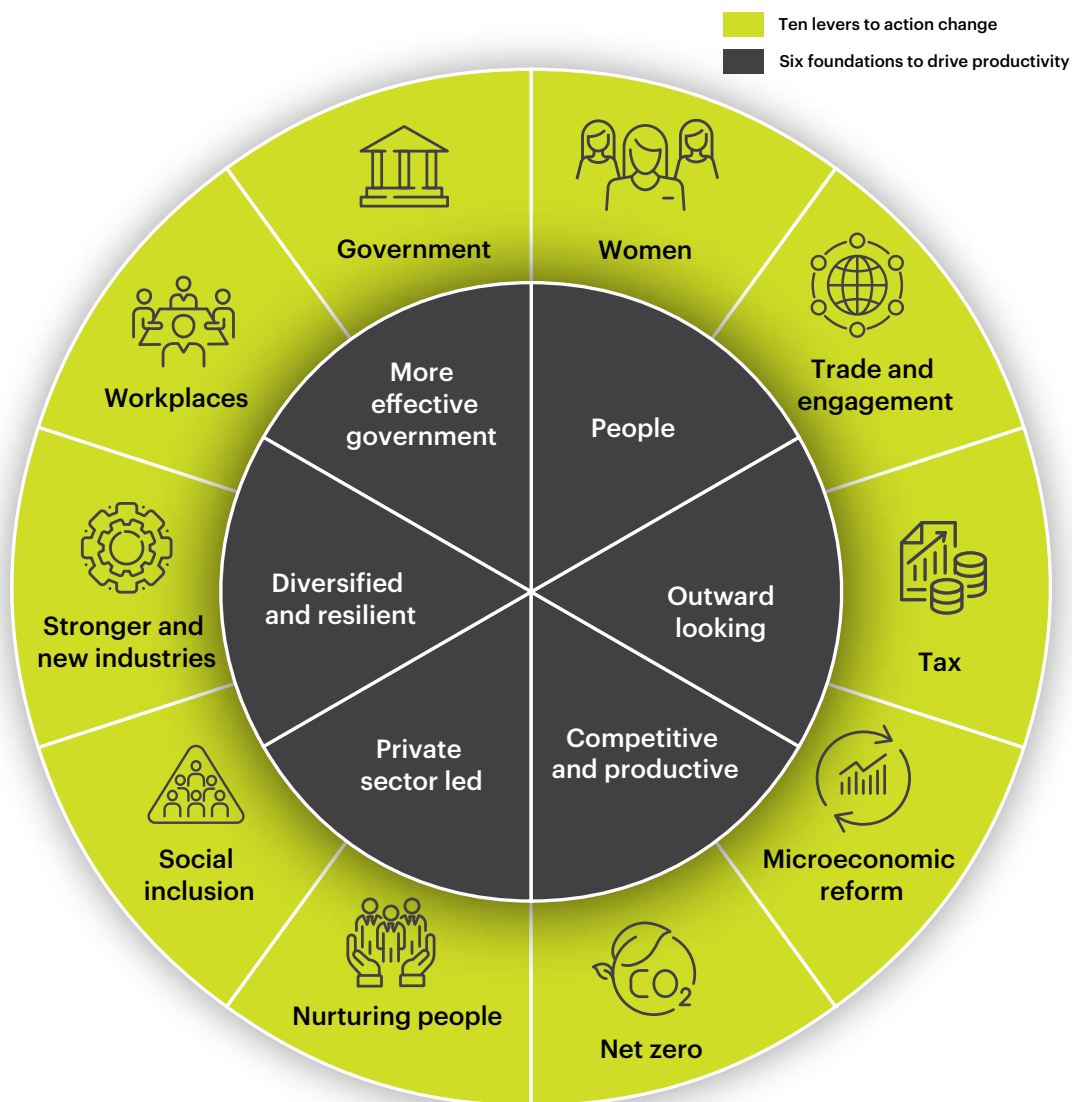 Ten levers to action change
Six foundations to drive productivity
Government
Women
Trade and
engagement
Tax
Microeconomic
reform
Net zero
CO2
Nurturing people
Social
inclusion
Stronger and
new industries
Workplaces
More
effective
government
People
Outward
looking
Competitive
and productive
Private
sector led
Diversified
and resilient